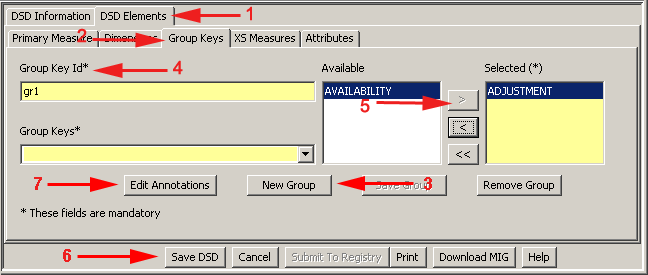 DSD Information DSD Elements 1
2 Primary Measure Dimensions Group Keys XS Measures Attributes
Group Key Id* 4 Available Selected (*)
gr1 AVAILABILITY 5 > ADJUSTMENT
Group Keys* <
<<
7 Edit Annotations New Group 3 Save Group Remove Group
* These fields are mandatory
6 Save DSD Cancel Submit To Registry Print Download MIG Help